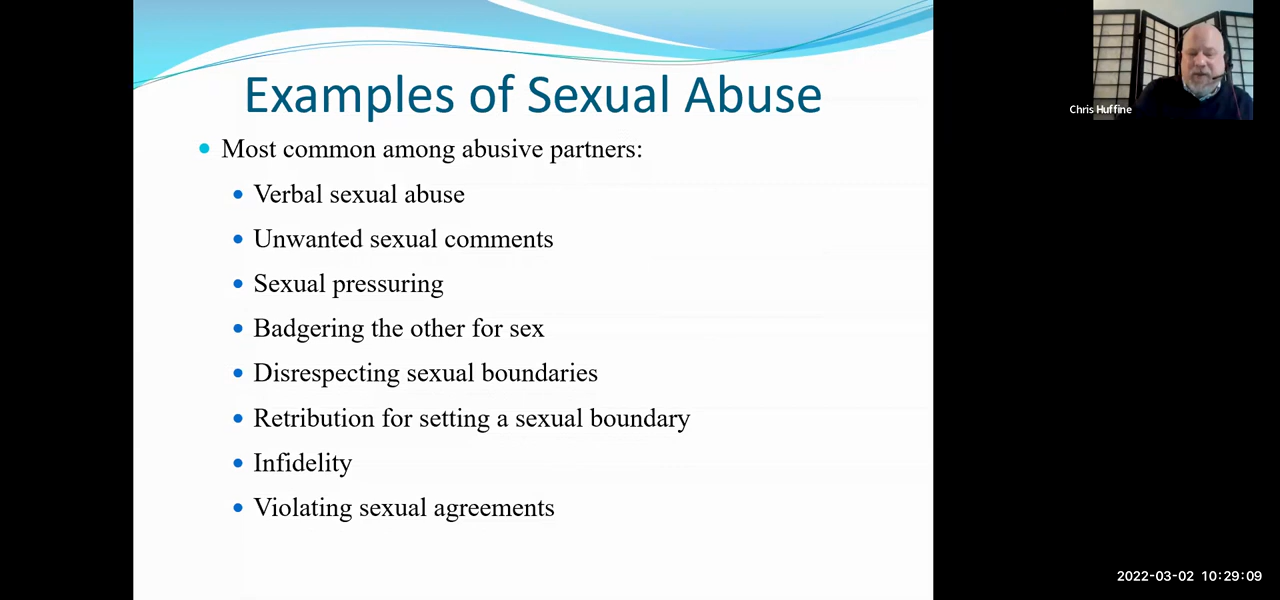 Examples of Sexual Abuse
Most common among abusive partners:
Verbal sexual abuse
Unwanted sexual comments
Sexual pressuring
Badgering the other for sex
Disrespecting sexual boundaries
Retribution for setting a sexual boundary
Infidelity
Violating sexual agreements
Chris Huffine
2022-03-02 10:29:09